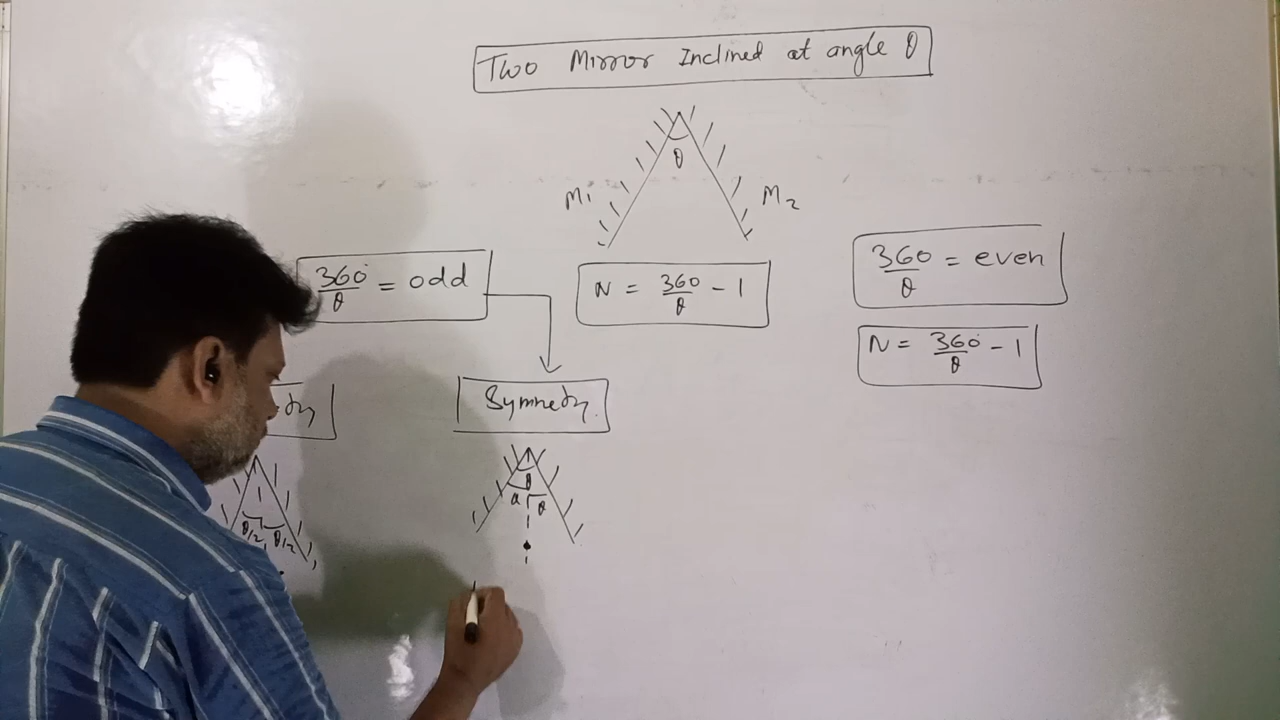 Two Mirror Inclined at angle θ
θ
M1
M2
360°/θ = odd
N = 360/θ - 1
360/θ = even
N = 360/θ - 1
Symmetry
θ
α
θ
θ/2 θ/2